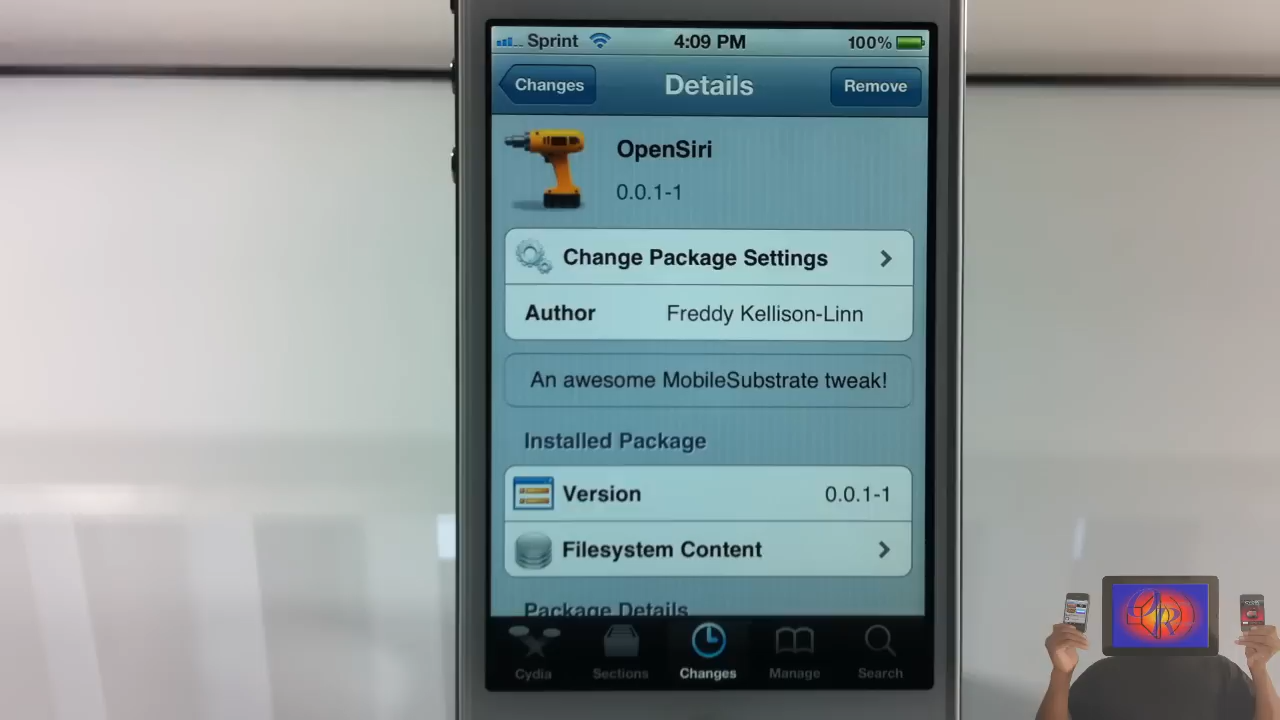 Sprint 4:09 PM 100%
Changes Details Remove
OpenSiri
0.0.1-1
Change Package Settings
Author Freddy Kellison-Linn
An awesome MobileSubstrate tweak!
Installed Package
Version 0.0.1-1
Filesystem Content
Package Details
Cydia Sections Changes Manage Search